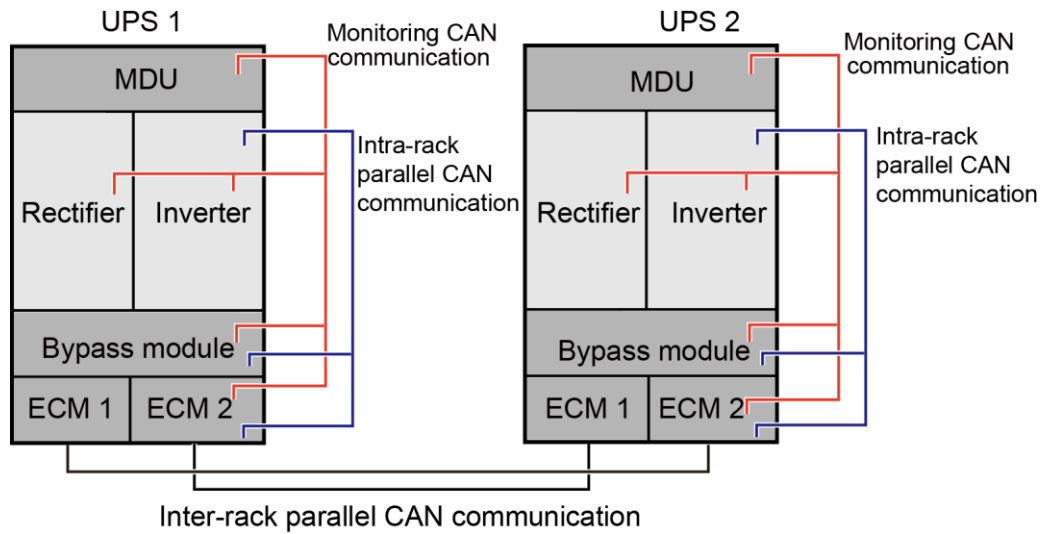 UPS 1
Monitoring CAN
communication
MDU
Intra-rack
parallel CAN
communication
Rectifier
Inverter
Bypass module
ECM 1
ECM 2
UPS 2
Monitoring CAN
communication
MDU
Intra-rack
parallel CAN
communication
Rectifier
Inverter
Bypass module
ECM 1
ECM 2
Inter-rack parallel CAN communication